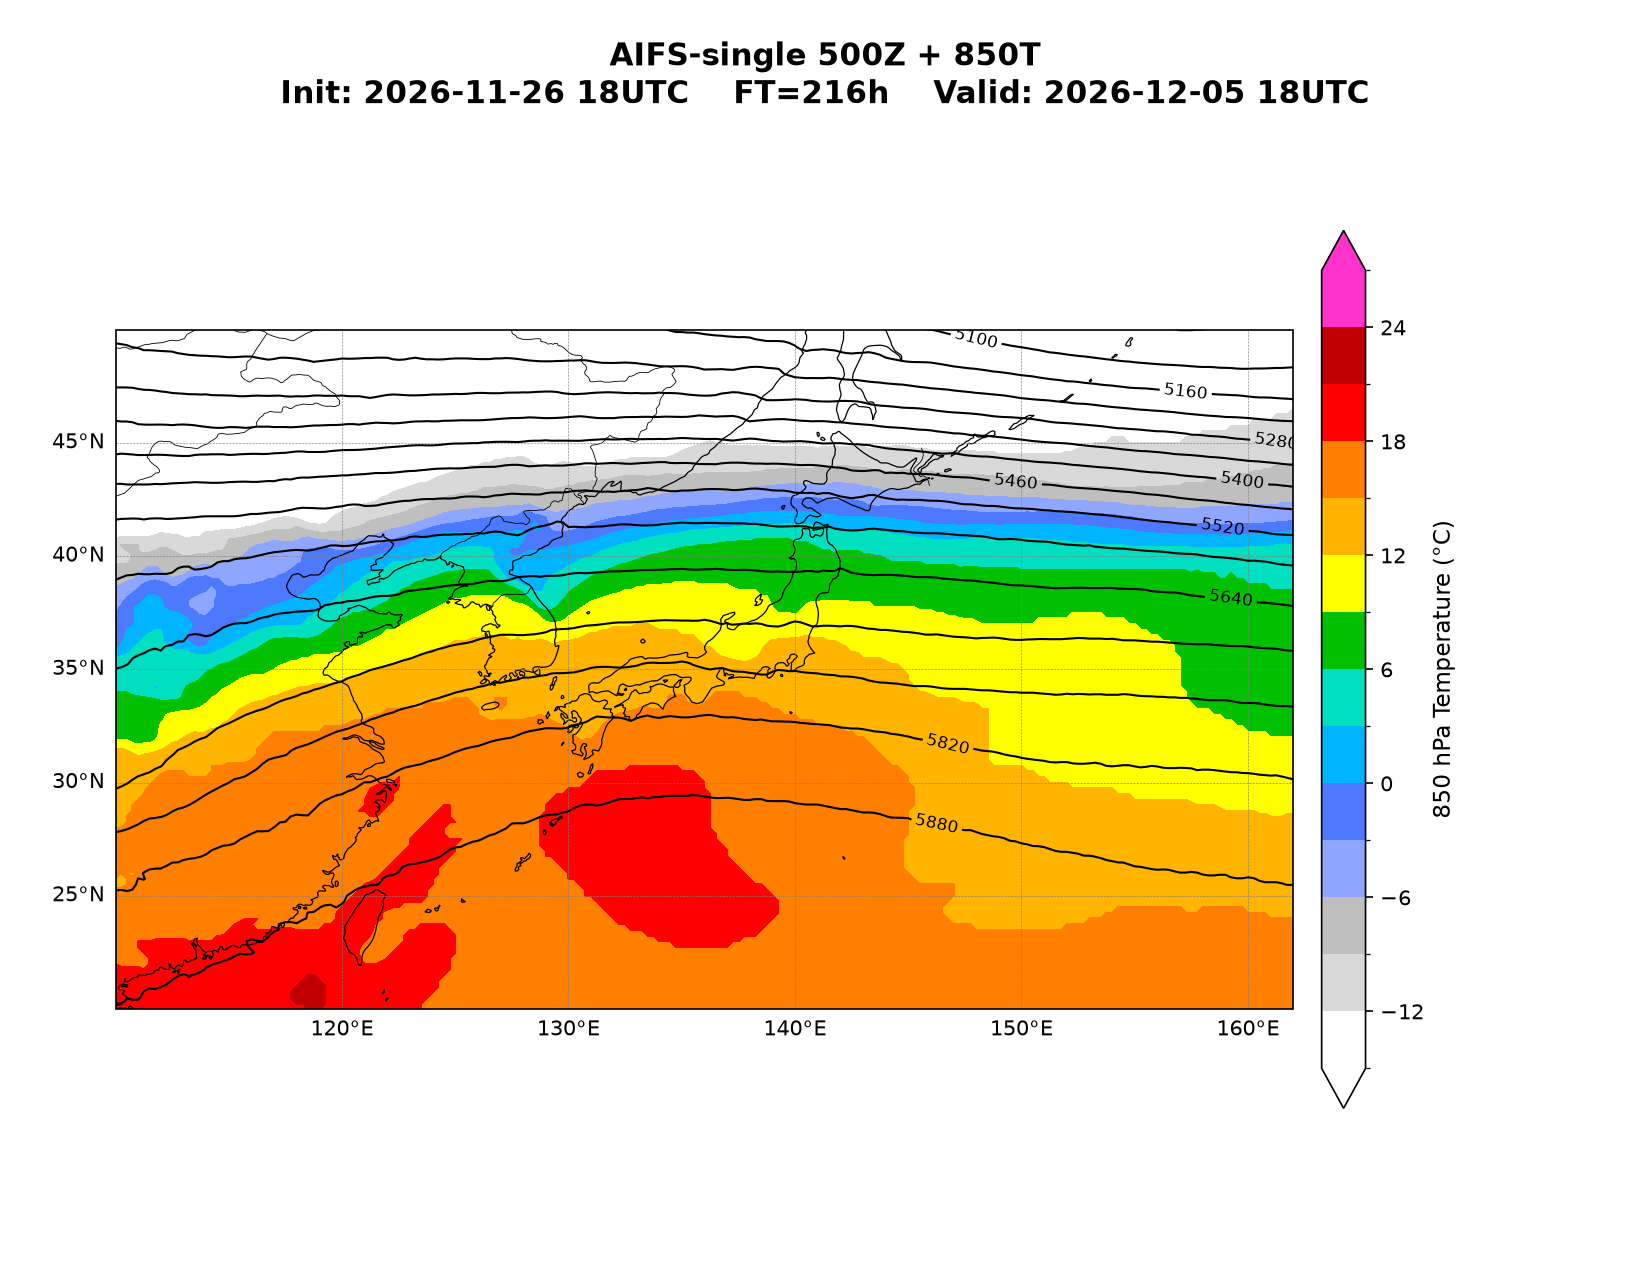 AIFS-single 500Z + 850T
Init: 2026-11-26 18UTC    FT=216h    Valid: 2026-12-05 18UTC
5100
5160
5280
5400
5460
5520
5640
5820
5880
45°N
40°N
35°N
30°N
25°N
120°E
130°E
140°E
150°E
160°E
24
18
12
6
0
−6
−12
850 hPa Temperature (°C)